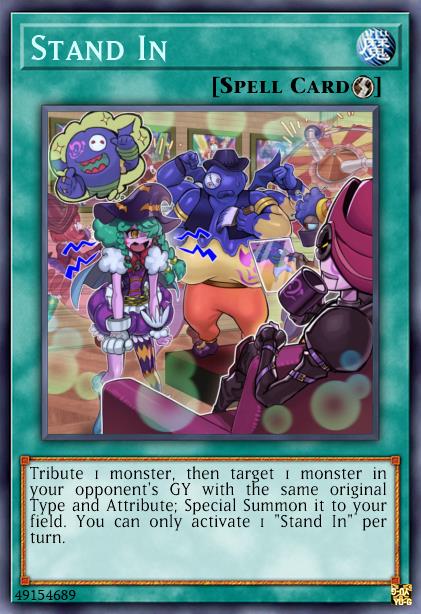 Stand In
魔
[Spell Card]
Tribute 1 monster, then target 1 monster in
your opponent's GY with the same original
Type and Attribute; Special Summon it to your
field. You can only activate 1 "Stand In" per
turn.
49154689